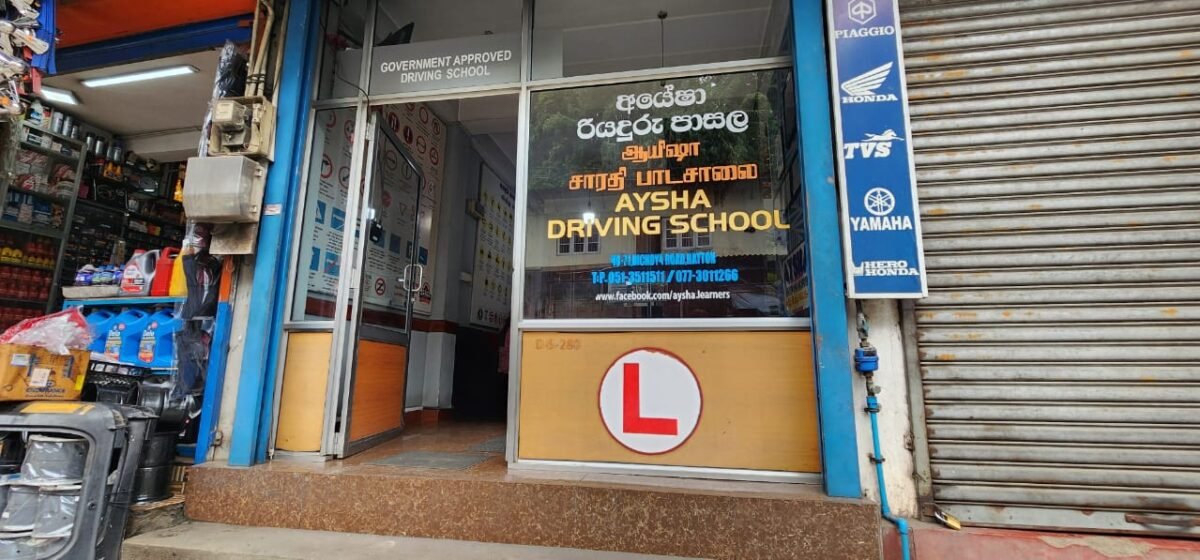 GOVERNMENT APPROVED
DRIVING SCHOOL
අයේෂා
රියදුරු පාසල
ஆயிஷா
சாரதி பாடசாலை
AYSHA
DRIVING SCHOOL
T.P. 051-3511511 / 077-3011266
www.facebook.com/aysha.learners
L
PIAGGIO
HONDA
TVS
YAMAHA
HERO
HONDA